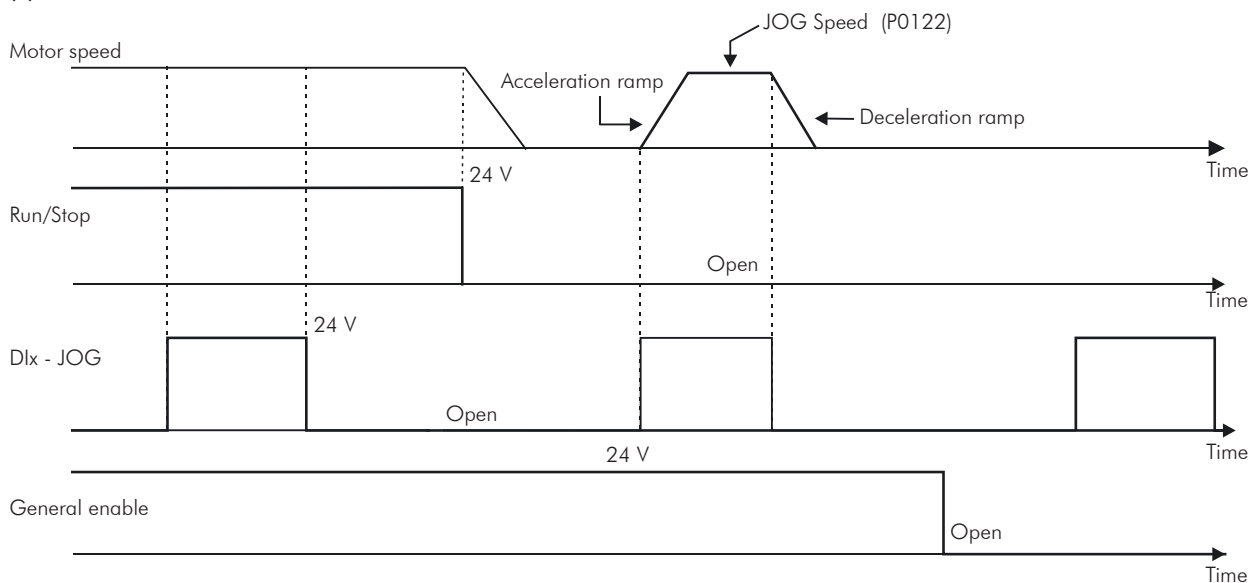 JOG Speed (P0122)
Motor speed
Acceleration ramp
Deceleration ramp
Time
24 V
Run/Stop
Open
Time
24 V
DIx - JOG
Open
Time
24 V
General enable
Open
Time